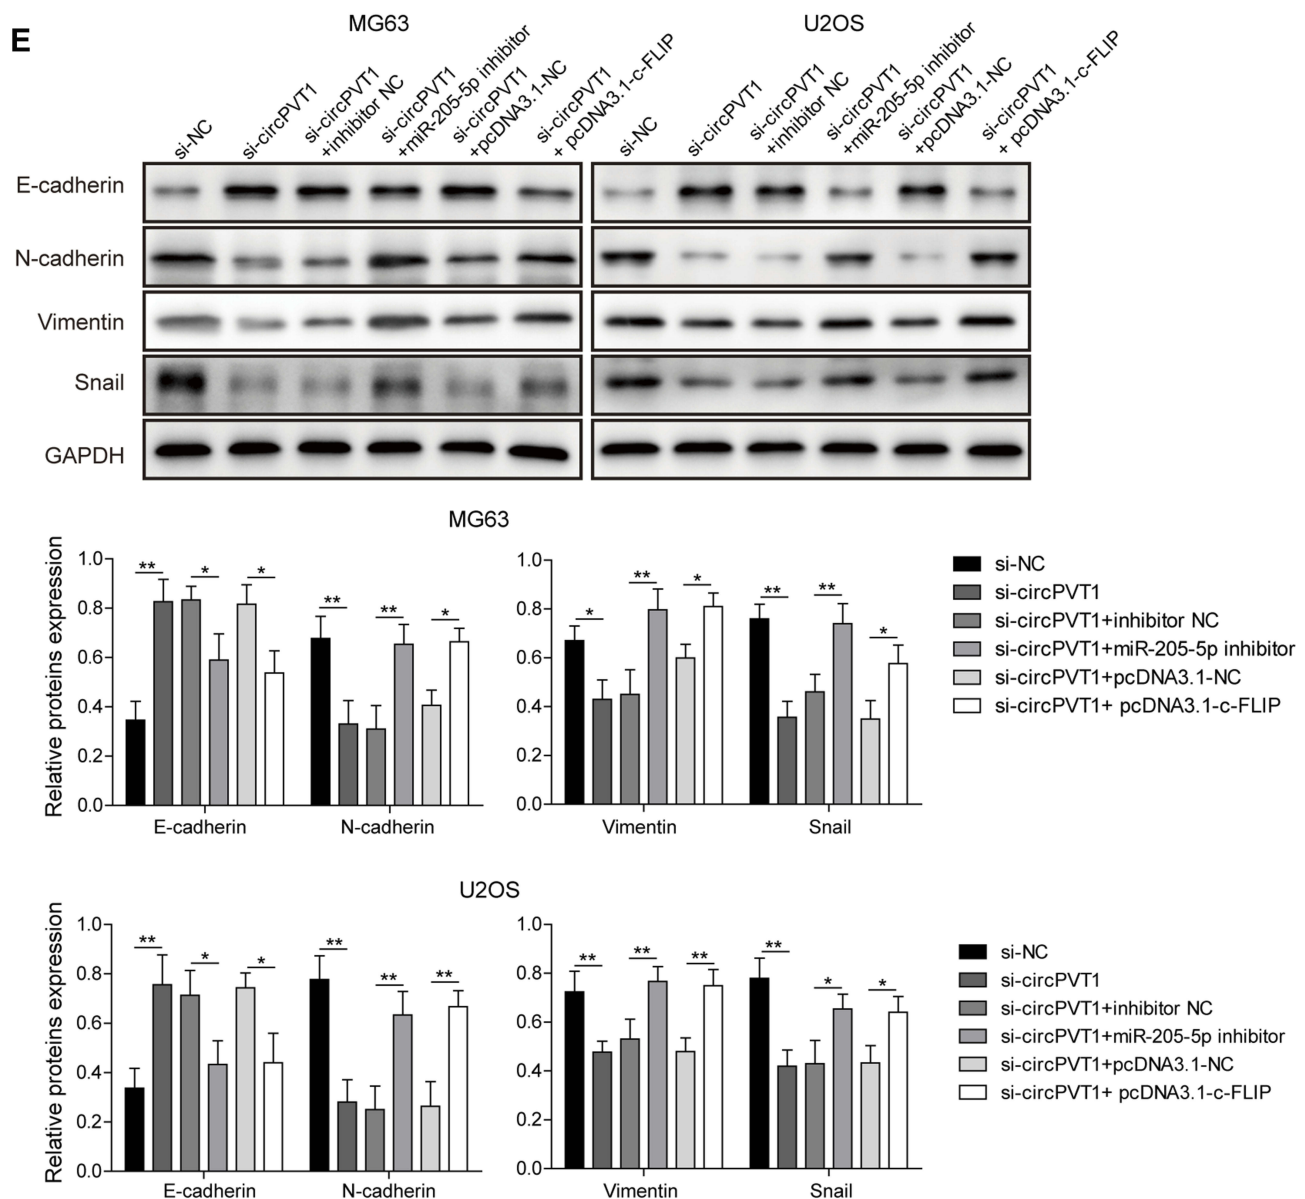 E
MG63
U2OS
si-NC
si-circPVT1
si-circPVT1
+inhibitor NC
si-circPVT1
+miR-205-5p inhibitor
si-circPVT1
+pcDNA3.1-NC
si-circPVT1
+ pcDNA3.1-c-FLIP
si-NC
si-circPVT1
si-circPVT1
+inhibitor NC
si-circPVT1
+miR-205-5p inhibitor
si-circPVT1
+pcDNA3.1-NC
si-circPVT1
+ pcDNA3.1-c-FLIP
E-cadherin
N-cadherin
Vimentin
Snail
GAPDH
MG63
Relative proteins expression
1.0
0.8
0.6
0.4
0.2
0.0
** * *
** ** *
E-cadherin
N-cadherin
1.0
0.8
0.6
0.4
0.2
0.0
* ** *
** ** *
Vimentin
Snail
si-NC
si-circPVT1
si-circPVT1+inhibitor NC
si-circPVT1+miR-205-5p inhibitor
si-circPVT1+pcDNA3.1-NC
si-circPVT1+ pcDNA3.1-c-FLIP
U2OS
Relative proteins expression
1.0
0.8
0.6
0.4
0.2
0.0
** * *
** ** **
E-cadherin
N-cadherin
1.0
0.8
0.6
0.4
0.2
0.0
** ** **
** * *
Vimentin
Snail
si-NC
si-circPVT1
si-circPVT1+inhibitor NC
si-circPVT1+miR-205-5p inhibitor
si-circPVT1+pcDNA3.1-NC
si-circPVT1+ pcDNA3.1-c-FLIP